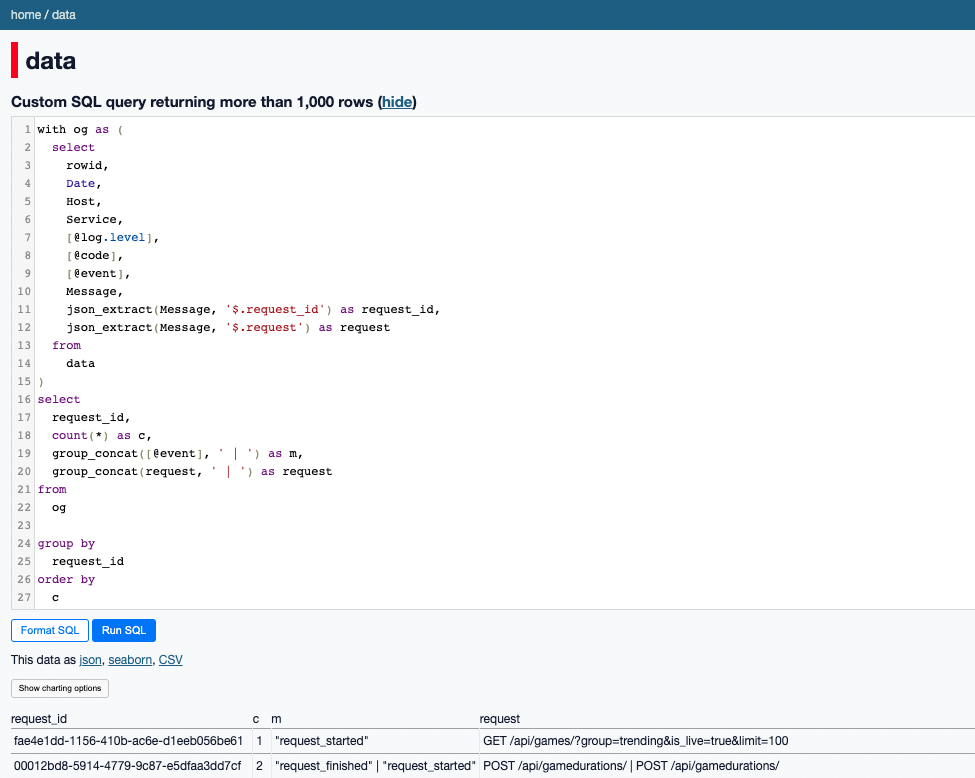 home / data
data
Custom SQL query returning more than 1,000 rows (hide)
1 with og as (
2 select
3 rowid,
4 Date,
5 Host,
6 Service,
7 [@log.level],
8 [@code],
9 [@event],
10 Message,
11 json_extract(Message, '$.request_id') as request_id,
12 json_extract(Message, '$.request') as request
13 from
14 data
15 )
16 select
17 request_id,
18 count(*) as c,
19 group_concat([@event], ' | ') as m,
20 group_concat(request, ' | ') as request
21 from
22 og
23
24 group by
25 request_id
26 order by
27 c
Format SQL Run SQL
This data as json, seaborn, CSV
Show charting options
request_id c m request
fae4e1dd-1156-410b-ac6e-d1eeb056be61 1 "request_started" GET /api/games/?group=trending&is_live=true&limit=100
00012bd8-5914-4779-9c87-e5dfaa3dd7cf 2 "request_finished" | "request_started" POST /api/gamedurations/ | POST /api/gamedurations/